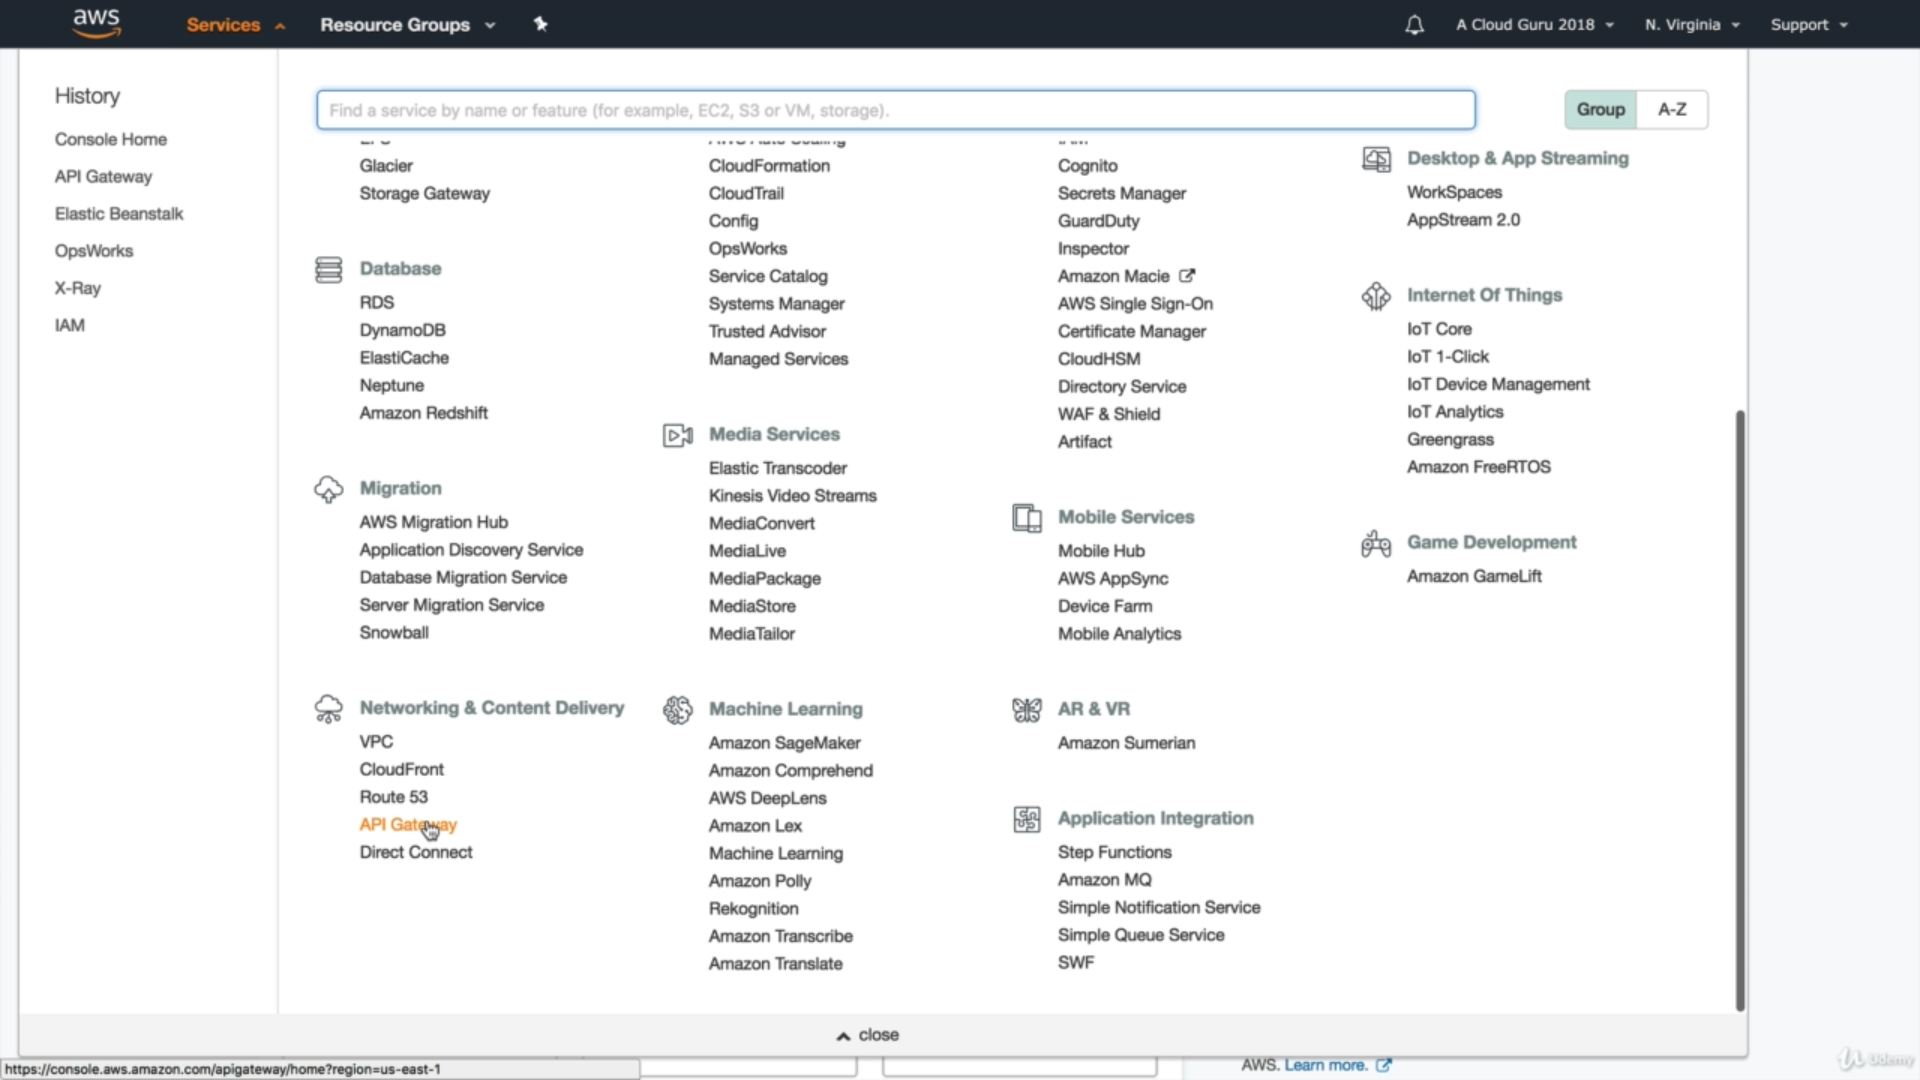 aws
Services
Resource Groups
A Cloud Guru 2018
N. Virginia
Support
History
Console Home
API Gateway
Elastic Beanstalk
OpsWorks
X-Ray
IAM
Find a service by name or feature (for example, EC2, S3 or VM, storage).
Group
A-Z
Glacier
Storage Gateway
Database
RDS
DynamoDB
ElastiCache
Neptune
Amazon Redshift
Migration
AWS Migration Hub
Application Discovery Service
Database Migration Service
Server Migration Service
Snowball
Networking & Content Delivery
VPC
CloudFront
Route 53
API Gateway
Direct Connect
AWS Auto Scaling
CloudFormation
CloudTrail
Config
OpsWorks
Service Catalog
Systems Manager
Trusted Advisor
Managed Services
Media Services
Elastic Transcoder
Kinesis Video Streams
MediaConvert
MediaLive
MediaPackage
MediaStore
MediaTailor
Machine Learning
Amazon SageMaker
Amazon Comprehend
AWS DeepLens
Amazon Lex
Machine Learning
Amazon Polly
Rekognition
Amazon Transcribe
Amazon Translate
Cognito
Secrets Manager
GuardDuty
Inspector
Amazon Macie
AWS Single Sign-On
Certificate Manager
CloudHSM
Directory Service
WAF & Shield
Artifact
Mobile Services
Mobile Hub
AWS AppSync
Device Farm
Mobile Analytics
AR & VR
Amazon Sumerian
Application Integration
Step Functions
Amazon MQ
Simple Notification Service
Simple Queue Service
SWF
Desktop & App Streaming
WorkSpaces
AppStream 2.0
Internet Of Things
IoT Core
IoT 1-Click
IoT Device Management
IoT Analytics
Greengrass
Amazon FreeRTOS
Game Development
Amazon GameLift
close
https://console.aws.amazon.com/apigateway/home?region=us-east-1
AWS. Learn more.
Udemy